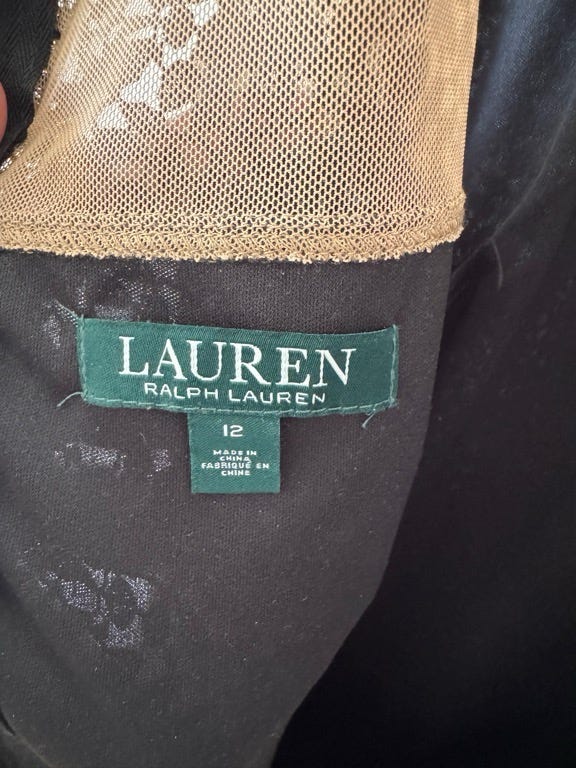 LAUREN
RALPH LAUREN
12
MADE IN
CHINA
FABRIQUÉ EN
CHINE